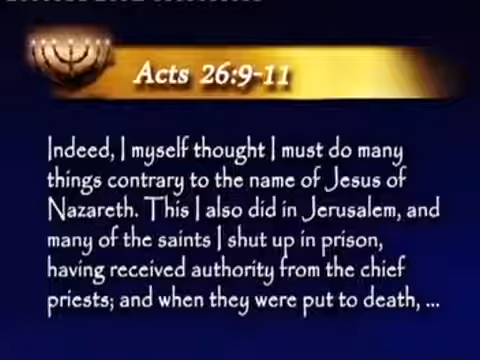 Acts 26:9-11
Indeed, I myself thought I must do many
things contrary to the name of Jesus of
Nazareth. This I also did in Jerusalem, and
many of the saints I shut up in prison,
having received authority from the chief
priests; and when they were put to death, ...